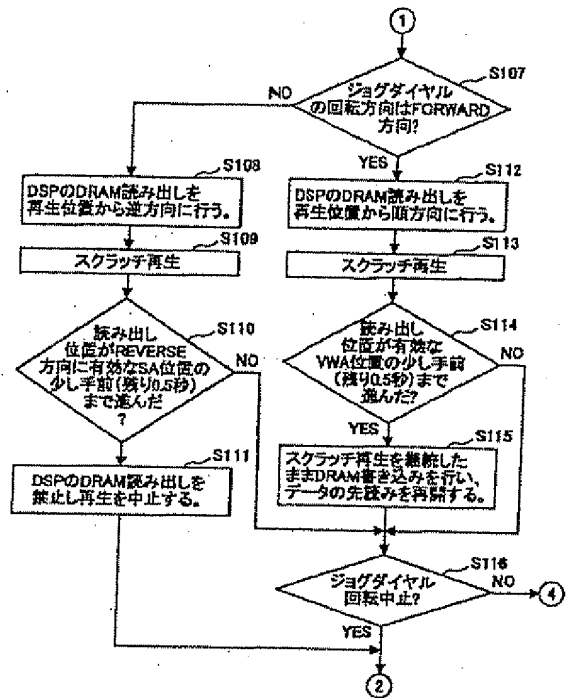 ①
S107
ジョグダイヤル
の回転方向はFORWARD
方向?
NO
YES
S108
DSPのDRAM読み出しを
再生位置から逆方向に行う。
S109
スクラッチ再生
S110
読み出し
位置がREVERSE
方向に有効なSA位置の
少し手前(残り0.5秒)
まで進んだ
?
NO
S111
DSPのDRAM読み出しを
禁止し再生を中止する。
S112
DSPのDRAM読み出しを
再生位置から順方向に行う。
S113
スクラッチ再生
S114
読み出し
位置が有効な
VWA位置の少し手前
(残り0.5秒)まで
進んだ?
NO
YES
S115
スクラッチ再生を継続した
ままDRAM書き込みを行い、
データの先読みを再開する。
S116
ジョグダイヤル
回転中止?
NO
④
YES
②